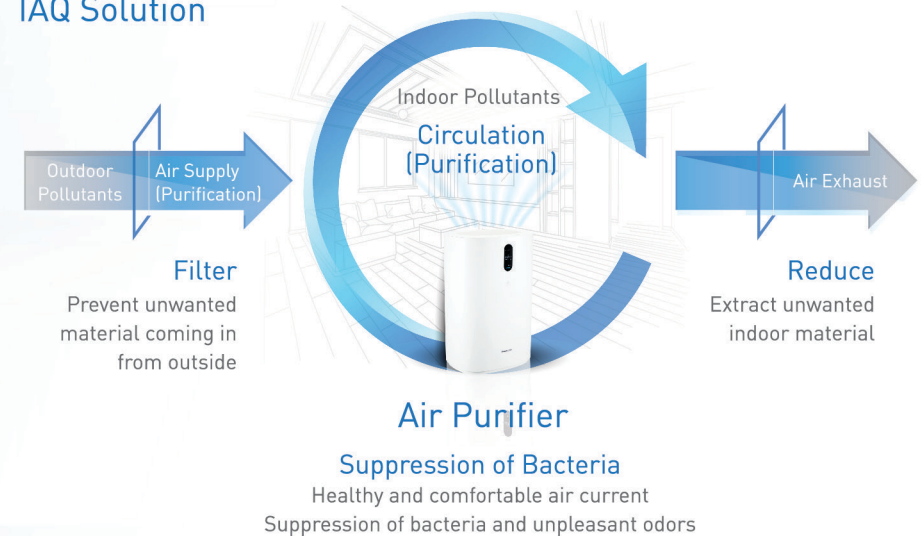 IAQ Solution
Indoor Pollutants
Circulation
(Purification)
Outdoor
Pollutants
Air Supply
(Purification)
Air Exhaust
Filter
Prevent unwanted
material coming in
from outside
Reduce
Extract unwanted
indoor material
Air Purifier
Suppression of Bacteria
Healthy and comfortable air current
Suppression of bacteria and unpleasant odors